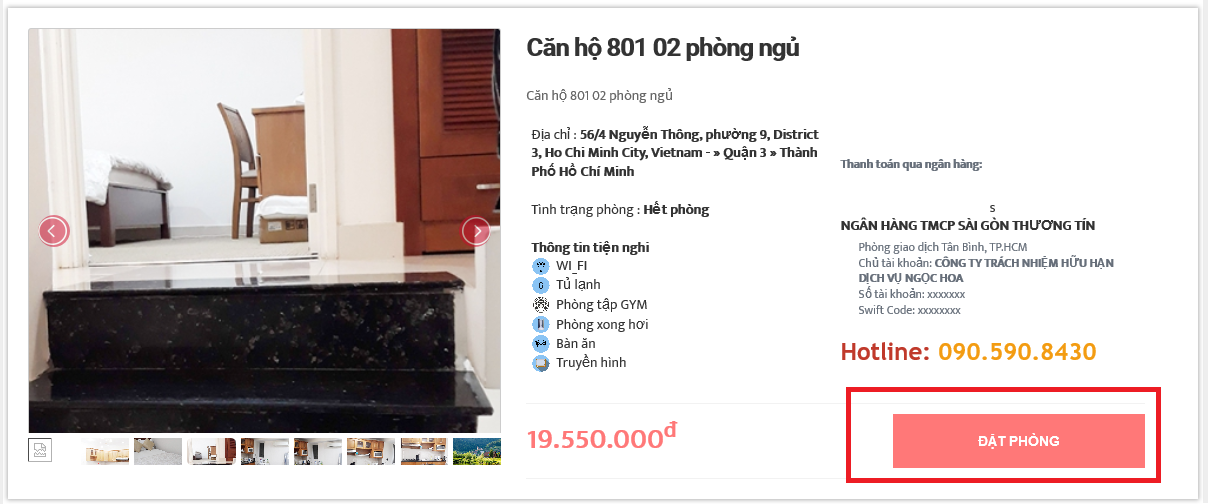 Căn hộ 801 02 phòng ngủ
Căn hộ 801 02 phòng ngủ
Địa chỉ : 56/4 Nguyễn Thông, phường 9, District
3, Ho Chi Minh City, Vietnam - » Quận 3 » Thành
Phố Hồ Chí Minh
Tình trạng phòng : Hết phòng
Thông tin tiện nghi
WI_FI
Tủ lạnh
Phòng tập GYM
Phòng xong hơi
Bàn ăn
Truyền hình
19.550.000đ
Thanh toán qua ngân hàng:
s
NGÂN HÀNG TMCP SÀI GÒN THƯƠNG TÍN
Phòng giao dịch Tân Bình, TP.HCM
Chủ tài khoản: CÔNG TY TRÁCH NHIỆM HỮU HẠN
DỊCH VỤ NGỌC HOA
Số tài khoản: xxxxxxx
Swift Code: xxxxxxxx
Hotline: 090.590.8430
ĐẶT PHÒNG